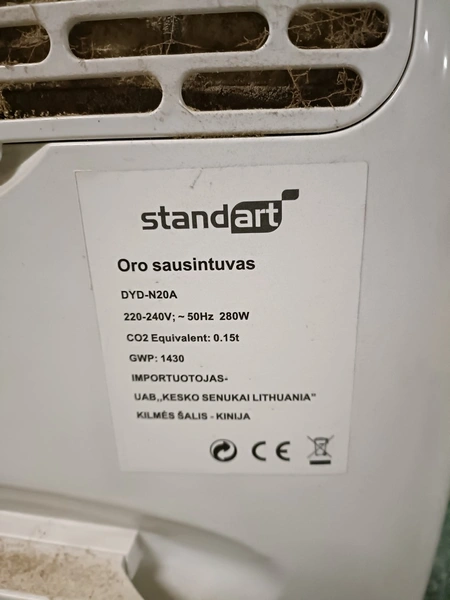 standart
Oro sausintuvas
DYD-N20A
220-240V; ~ 50Hz 280W
CO2 Equivalent: 0.15t
GWP: 1430
IMPORTUOTOJAS-
UAB,,KESKO SENUKAI LITHUANIA"
KILMĖS ŠALIS - KINIJA
CE